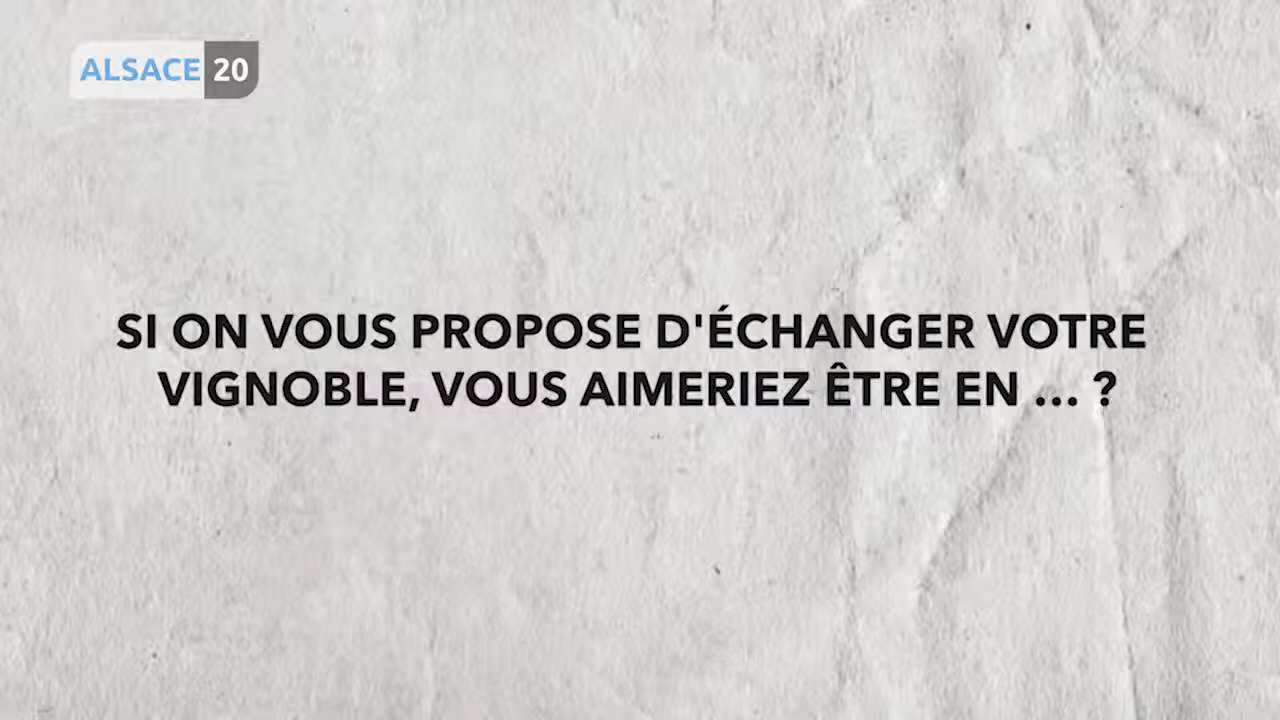 ALSACE 20
SI ON VOUS PROPOSE D'ÉCHANGER VOTRE
VIGNOBLE, VOUS AIMERIEZ ÊTRE EN ... ?